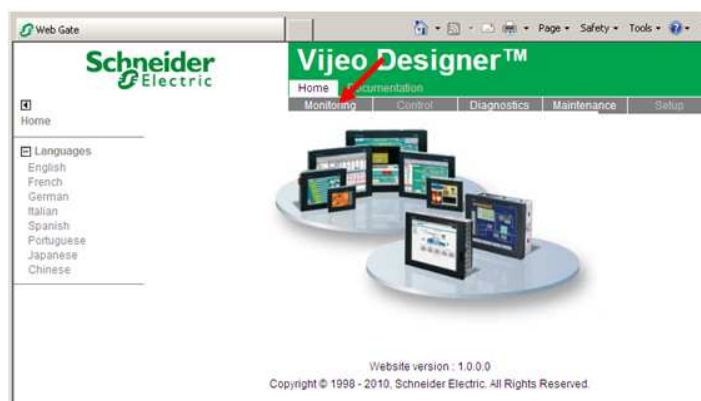 Web Gate
Page Safety Tools
Schneider
Electric
Vijeo Designer™
Home Documentation
Monitoring Control Diagnostics Maintenance Setup
Home
Languages
English
French
German
Italian
Spanish
Portuguese
Japanese
Chinese
Website version : 1.0.0.0
Copyright © 1998 - 2010, Schneider Electric. All Rights Reserved.